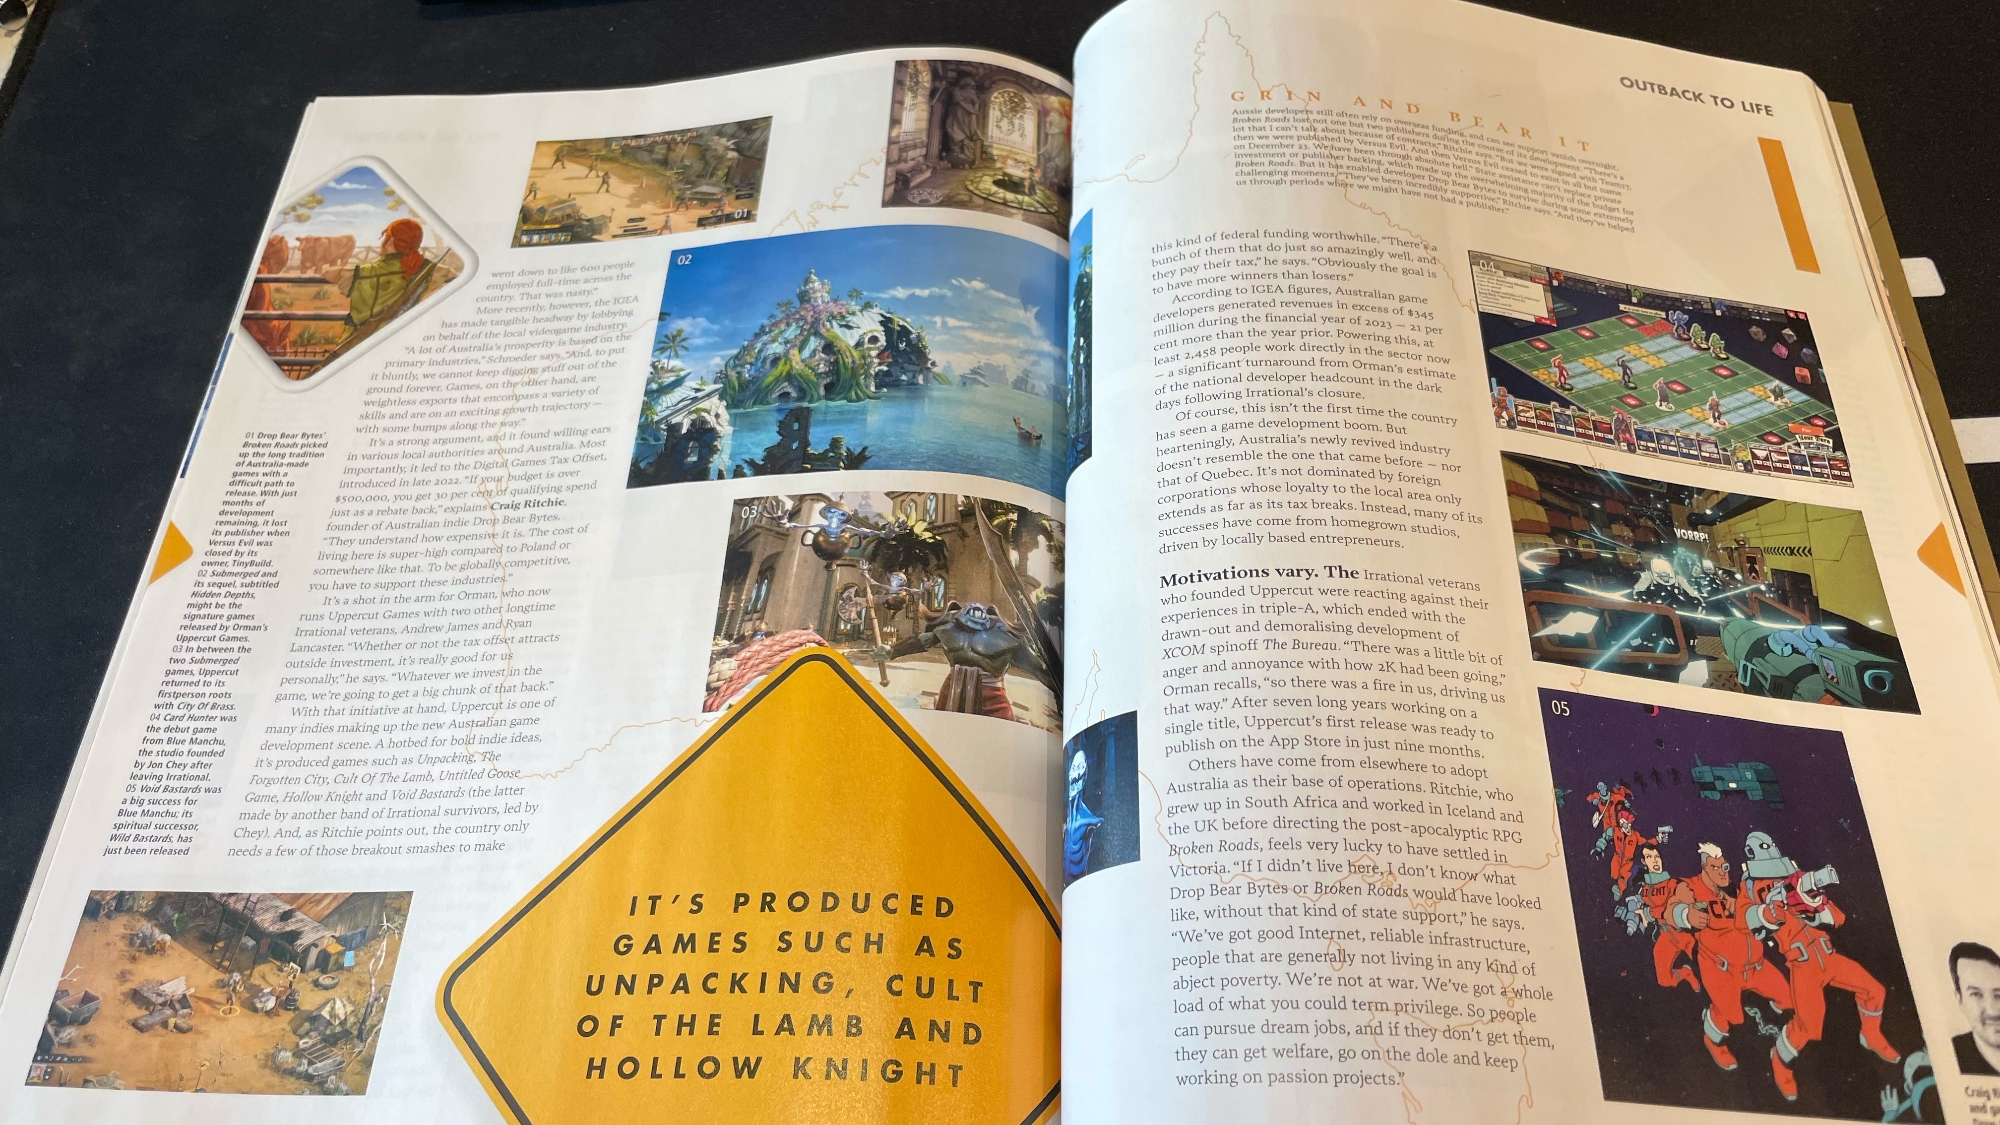 01
02
03
went down to like 600 people
employed full-time across the
country. That was nasty."
More recently, however, the IGEA
has made tangible headway by lobbying
on behalf of the local videogame industry.
"A lot of Australia's prosperity is based on the
primary industries," Schroeder says. "And, to put
it bluntly, we cannot keep digging stuff out of the
ground forever. Games, on the other hand, are
weightless exports that encompass a variety of
skills and are on an exciting growth trajectory —
with some bumps along the way."
It's a strong argument, and it found willing ears
in various local authorities around Australia. Most
importantly, it led to the Digital Games Tax Offset,
introduced in late 2022. "If your budget is over
$500,000, you get 30 per cent of qualifying spend
just as a rebate back," explains Craig Ritchie,
founder of Australian indie Drop Bear Bytes.
"They understand how expensive it is. The cost of
living here is super-high compared to Poland or
somewhere like that. To be globally competitive,
you have to support these industries."
It's a shot in the arm for Orman, who now
runs Uppercut Games with two other longtime
Irrational veterans, Andrew James and Ryan
Lancaster. "Whether or not the tax offset attracts
outside investment, it's really good for us
personally," he says. "Whatever we invest in the
game, we're going to get a big chunk of that back."
With that initiative at hand, Uppercut is one of
many indies making up the new Australian game
development scene. A hotbed for bold indie ideas,
it's produced games such as Unpacking, The
Forgotten City, Cult Of The Lamb, Untitled Goose
Game, Hollow Knight and Void Bastards (the latter
made by another band of Irrational survivors, led by
Chey). And, as Ritchie points out, the country only
needs a few of those breakout smashes to make
01 Drop Bear Bytes'
Broken Roads picked
up the long tradition
of Australia-made
games with a
difficult path to
release. With just
months of
development
remaining, it lost
its publisher when
Versus Evil was
closed by its
owner, TinyBuild.
02 Submerged and
its sequel, subtitled
Hidden Depths,
might be the
signature games
released by Orman's
Uppercut Games.
03 In between the
two Submerged
games, Uppercut
returned to its
firstperson roots
with City Of Brass.
04 Card Hunter was
the debut game
from Blue Manchu,
the studio founded
by Jon Chey after
leaving Irrational.
05 Void Bastards was
a big success for
Blue Manchu; its
spiritual successor,
Wild Bastards, has
just been released
IT'S PRODUCED
GAMES SUCH AS
UNPACKING, CULT
OF THE LAMB AND
HOLLOW KNIGHT
OUTBACK TO LIFE
GRIN AND BEAR IT
Aussie developers still often rely on overseas funding, and can see support vanish overnight.
Broken Roads lost not one but two publishers during the course of its development. "There's a
lot that I can't talk about because of contracts," Ritchie says. "But we were signed with Team17,
then we were published by Versus Evil. And then Versus Evil ceased to exist in all but name
on December 23. We have been through absolute hell." State assistance can't replace private
investment or publisher backing, which made up the overwhelming majority of the budget for
Broken Roads. But it has enabled developer Drop Bear Bytes to survive during some extremely
challenging moments. "They've been incredibly supportive," Ritchie says. "And they've helped
us through periods where we might have not had a publisher."
this kind of federal funding worthwhile. "There's a
bunch of them that do just so amazingly well, and
they pay their tax," he says. "Obviously the goal is
to have more winners than losers."
According to IGEA figures, Australian game
developers generated revenues in excess of $345
million during the financial year of 2023 — 21 per
cent more than the year prior. Powering this, at
least 2,458 people work directly in the sector now
— a significant turnaround from Orman's estimate
of the national developer headcount in the dark
days following Irrational's closure.
Of course, this isn't the first time the country
has seen a game development boom. But
hearteningly, Australia's newly revived industry
doesn't resemble the one that came before — nor
that of Quebec. It's not dominated by foreign
corporations whose loyalty to the local area only
extends as far as its tax breaks. Instead, many of its
successes have come from homegrown studios,
driven by locally based entrepreneurs.
Motivations vary. The Irrational veterans
who founded Uppercut were reacting against their
experiences in triple-A, which ended with the
drawn-out and demoralising development of
XCOM spinoff The Bureau. "There was a little bit of
anger and annoyance with how 2K had been going,"
Orman recalls, "so there was a fire in us, driving us
that way." After seven long years working on a
single title, Uppercut's first release was ready to
publish on the App Store in just nine months.
Others have come from elsewhere to adopt
Australia as their base of operations. Ritchie, who
grew up in South Africa and worked in Iceland and
the UK before directing the post-apocalyptic RPG
Broken Roads, feels very lucky to have settled in
Victoria. "If I didn't live here, I don't know what
Drop Bear Bytes or Broken Roads would have looked
like, without that kind of state support," he says.
"We've got good Internet, reliable infrastructure,
people that are generally not living in any kind of
abject poverty. We're not at war. We've got a whole
load of what you could term privilege. So people
can pursue dream jobs, and if they don't get them,
they can get welfare, go on the dole and keep
working on passion projects."
04
VORRP!
05
Craig